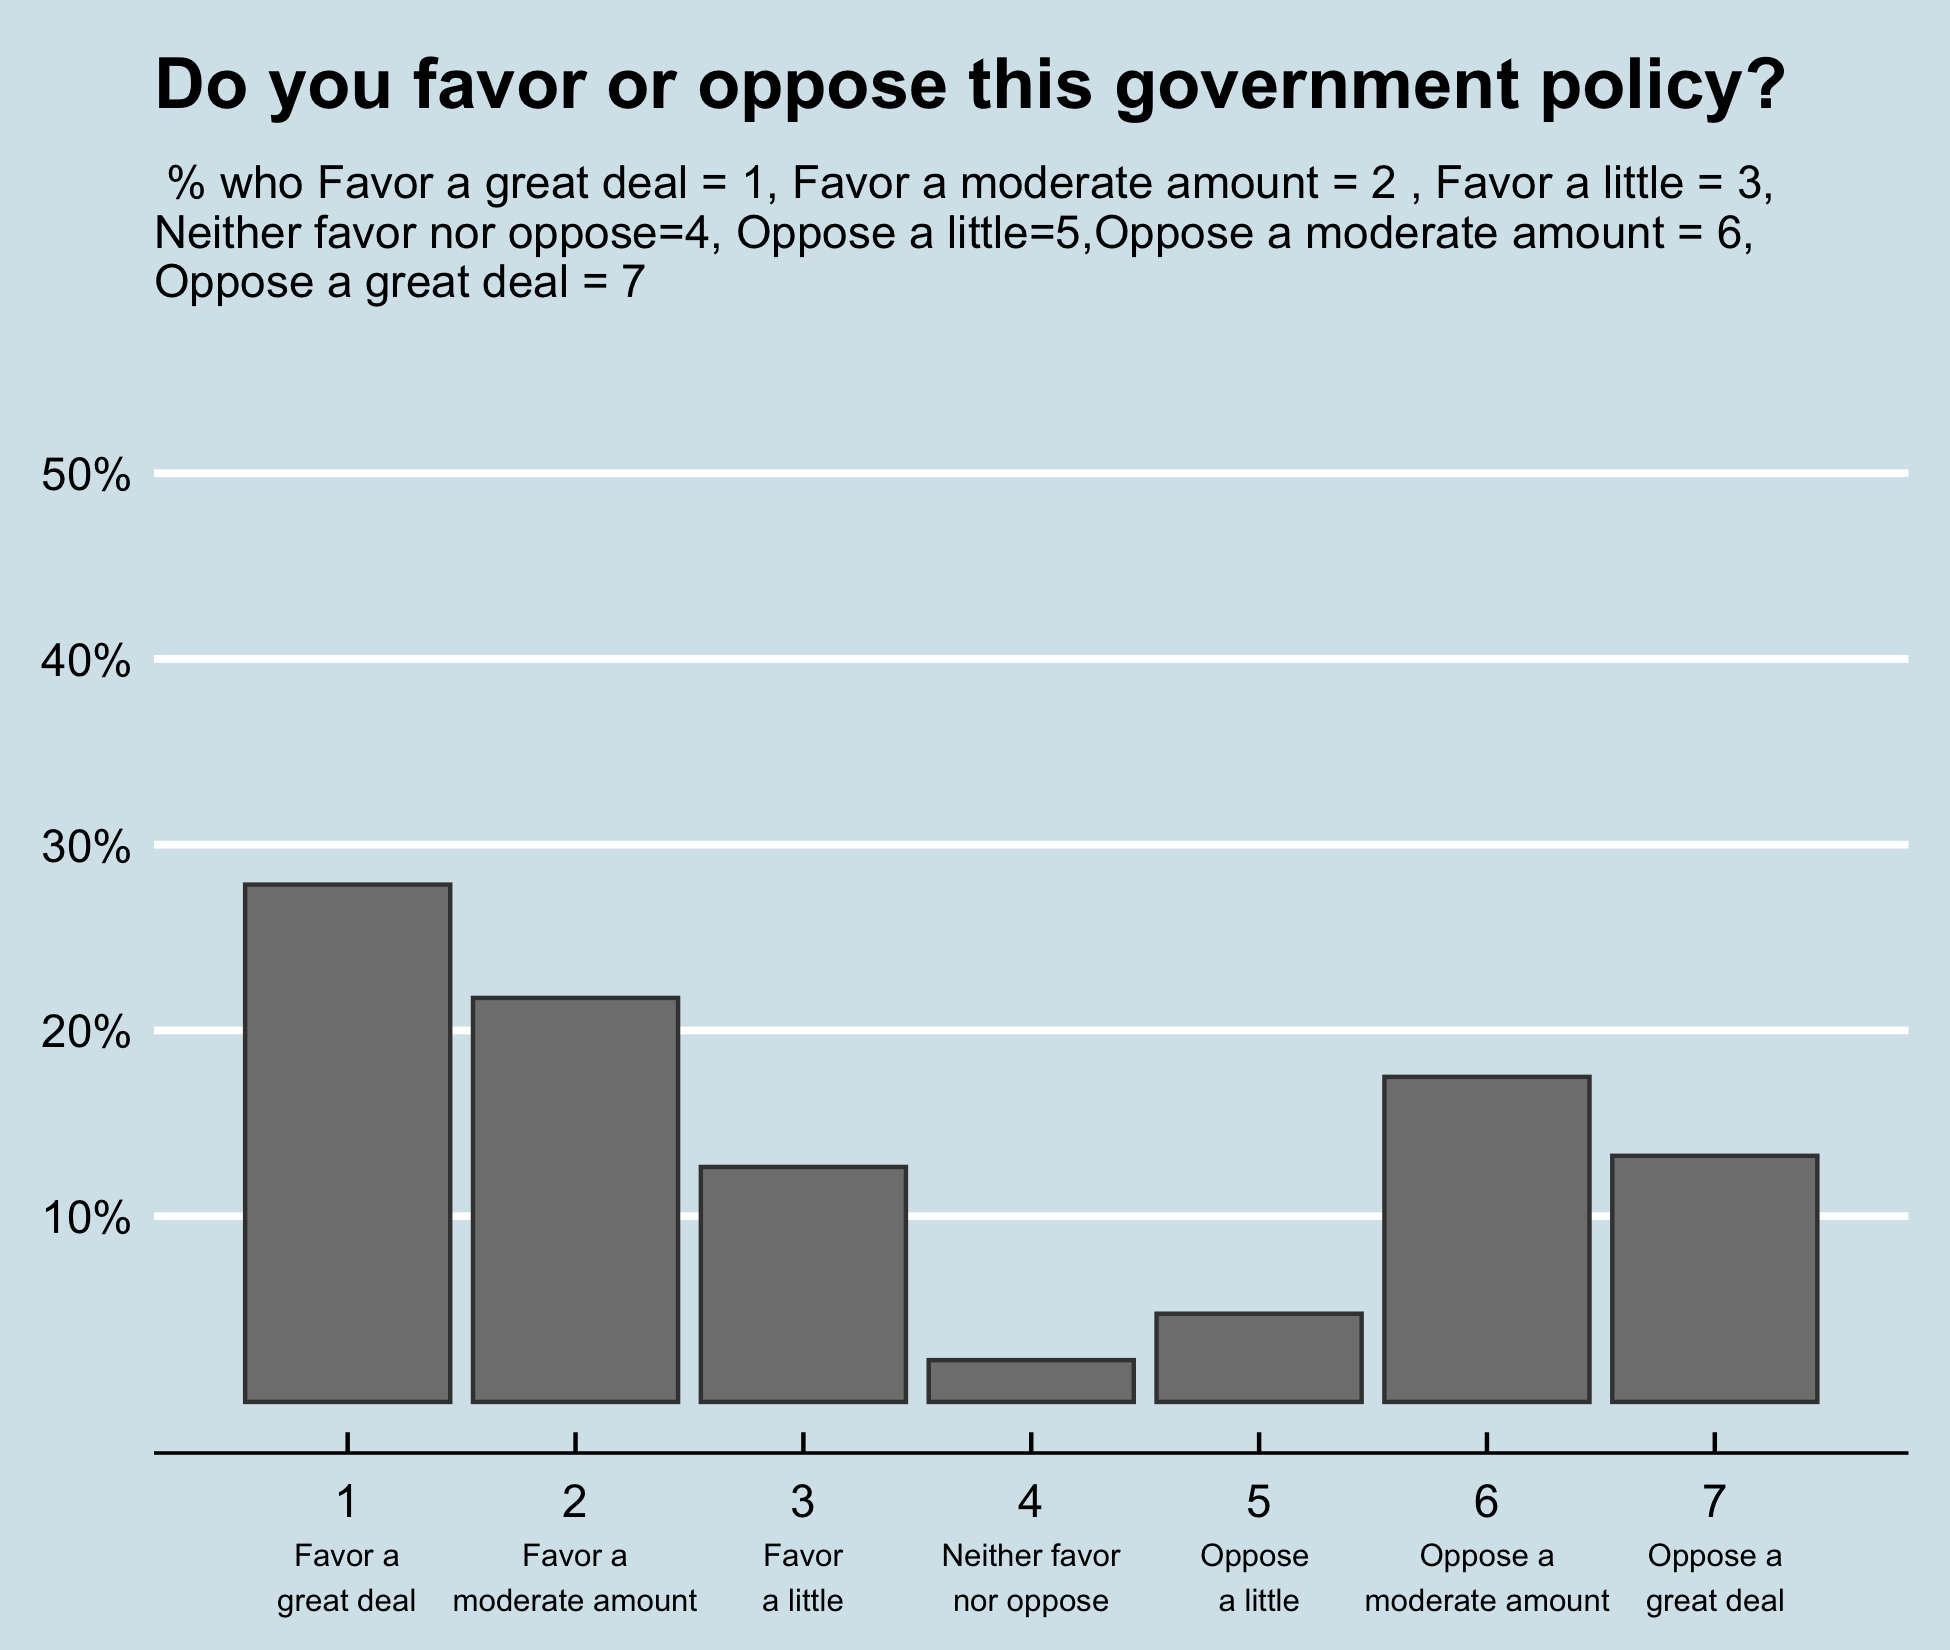 Do you favor or oppose this government policy?
% who Favor a great deal = 1, Favor a moderate amount = 2 , Favor a little = 3,
Neither favor nor oppose=4, Oppose a little=5,Oppose a moderate amount = 6,
Oppose a great deal = 7
50%
40%
30%
20%
10%
1 2 3 4 5 6 7
Favor a Favor a Favor Neither favor Oppose Oppose a Oppose a
great deal moderate amount a little nor oppose a little moderate amount great deal